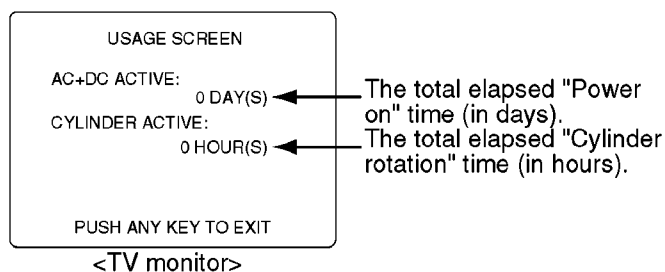 USAGE SCREEN
AC+DC ACTIVE:
0 DAY(S)
The total elapsed "Power
on" time (in days).
CYLINDER ACTIVE:
0 HOUR(S)
The total elapsed "Cylinder
rotation" time (in hours).
PUSH ANY KEY TO EXIT
<TV monitor>